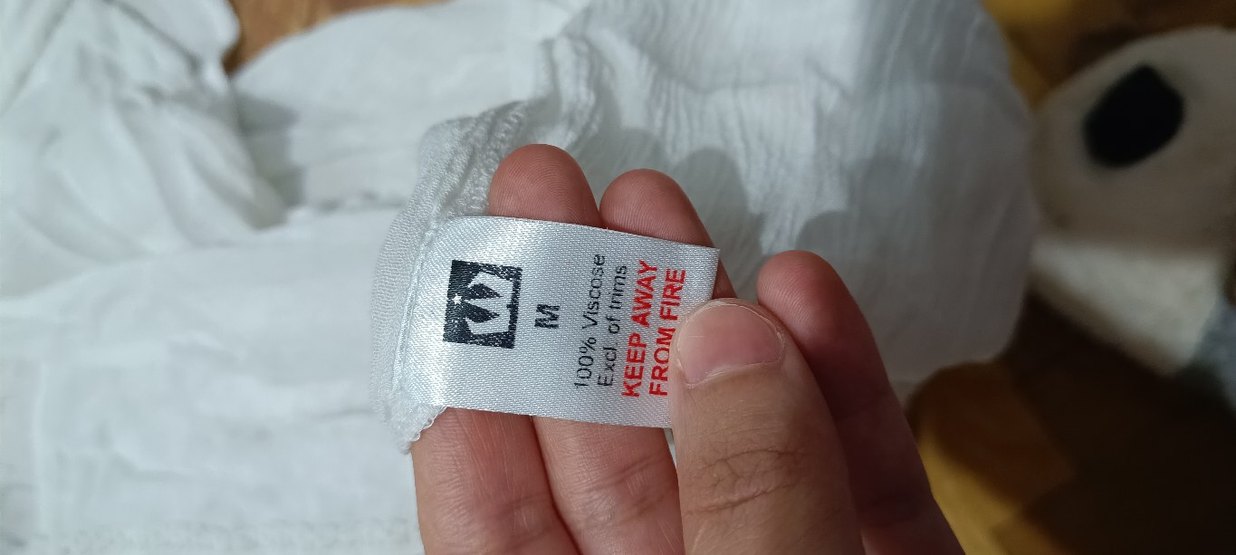 M
100% Viscose
Excl. of trims
KEEP AWAY
FROM FIRE